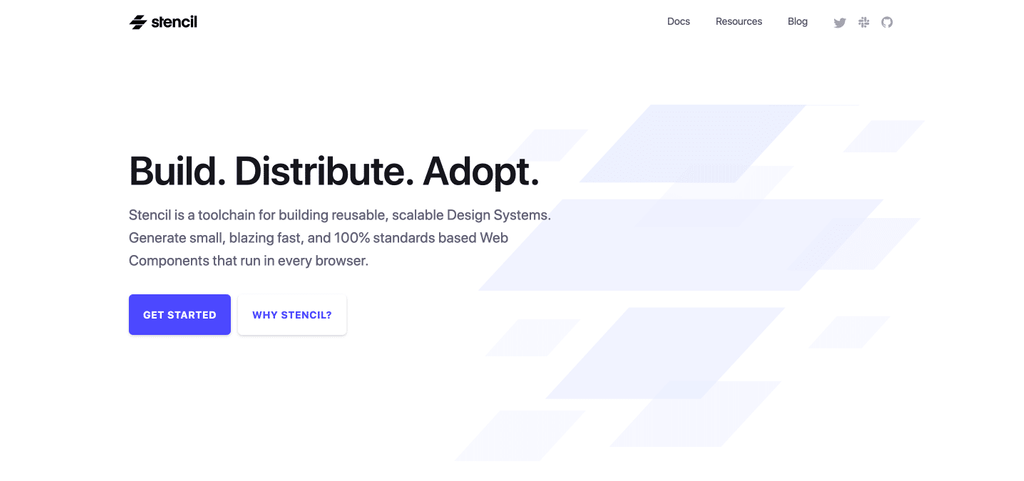 stencil
Docs
Resources
Blog
Build. Distribute. Adopt.
Stencil is a toolchain for building reusable, scalable Design Systems.
Generate small, blazing fast, and 100% standards based Web
Components that run in every browser.
GET STARTED
WHY STENCIL?